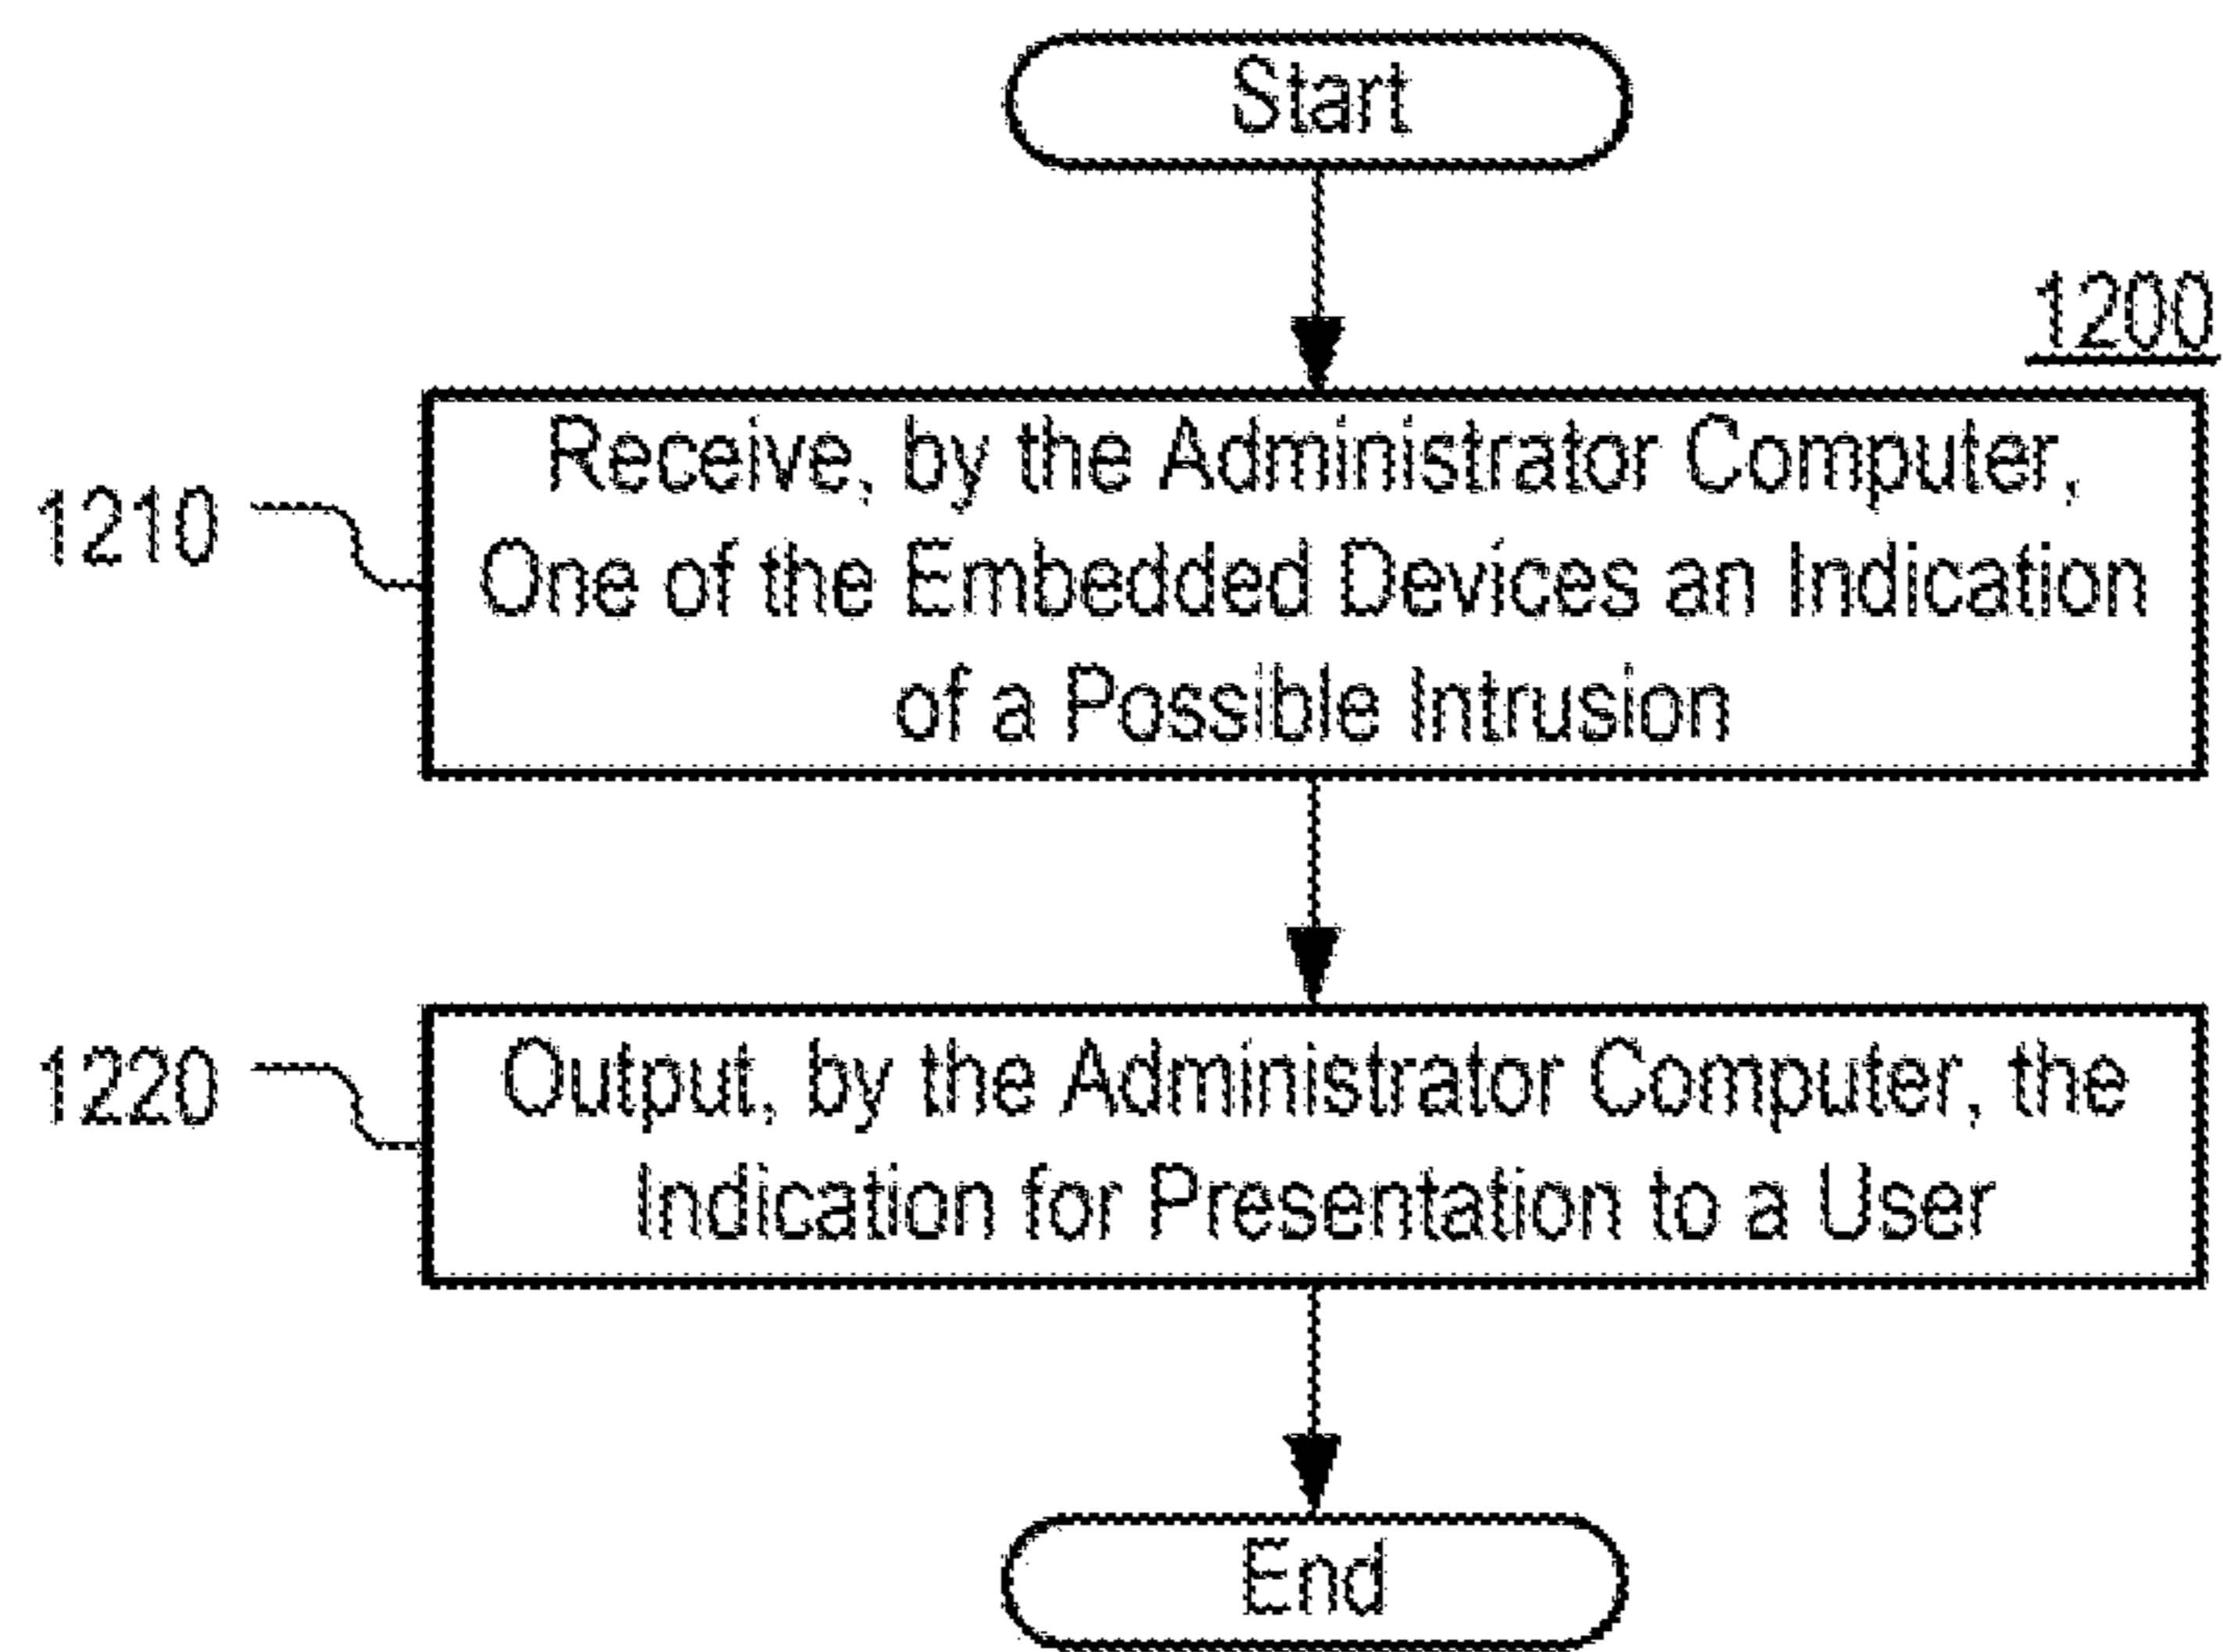 Start
1200
Receive, by the Administrator Computer,
One of the Embedded Devices an Indication
of a Possible Intrusion
1210
Output, by the Administrator Computer, the
Indication for Presentation to a User
1220
End